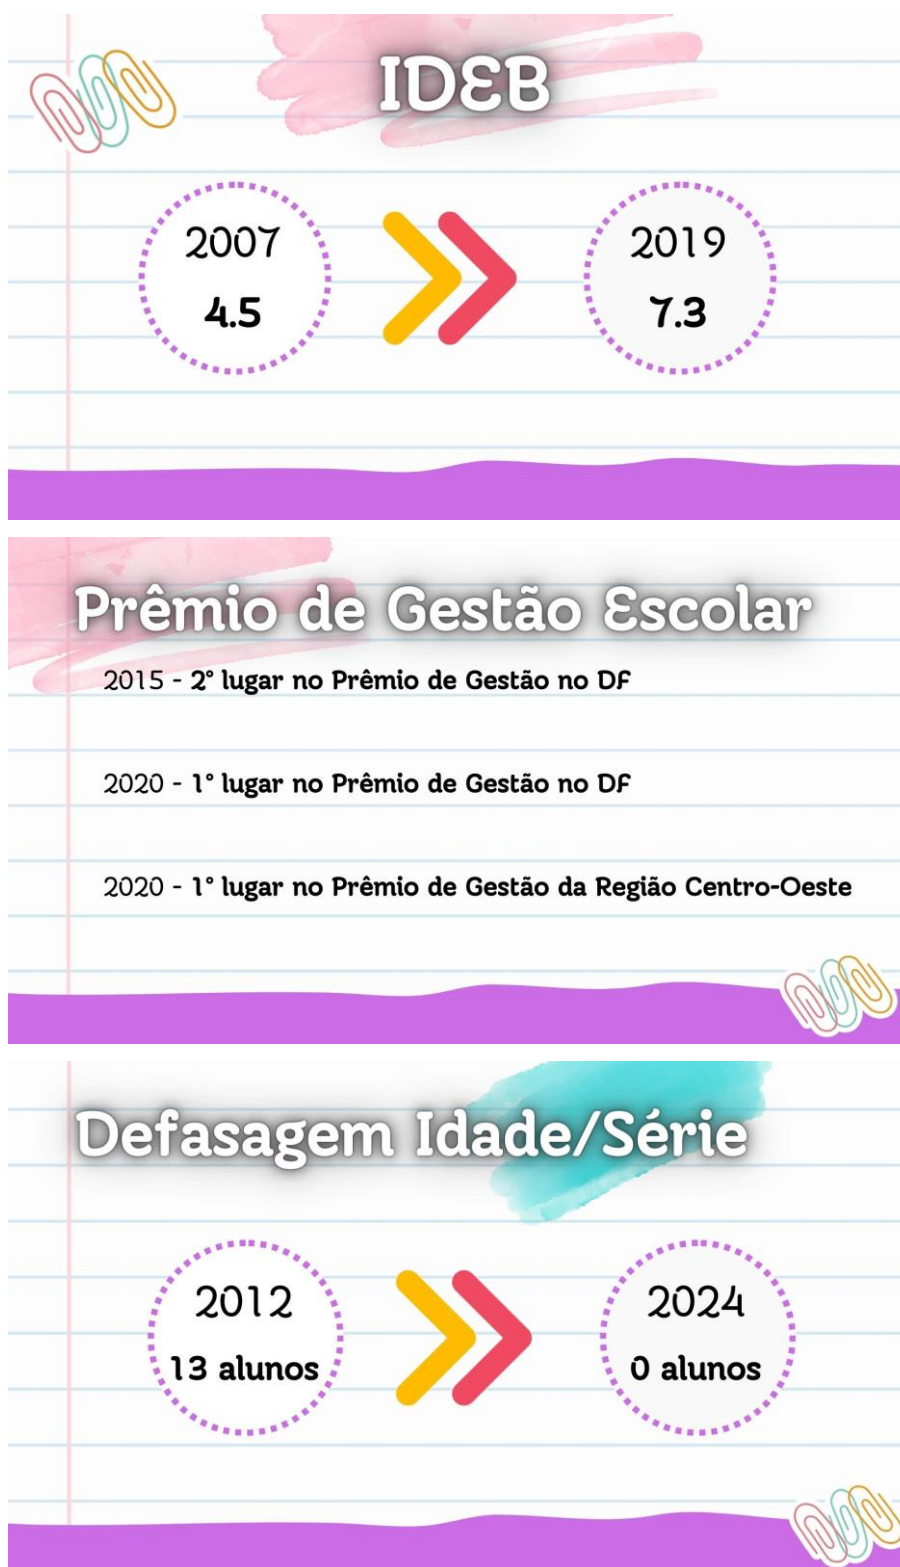 IDEB
2007
4.5
2019
7.3
Prêmio de Gestão Escolar
2015 - 2° lugar no Prêmio de Gestão no DF
2020 - 1° lugar no Prêmio de Gestão no DF
2020 - 1° lugar no Prêmio de Gestão da Região Centro-Oeste
Defasagem Idade/Série
2012
13 alunos
2024
0 alunos